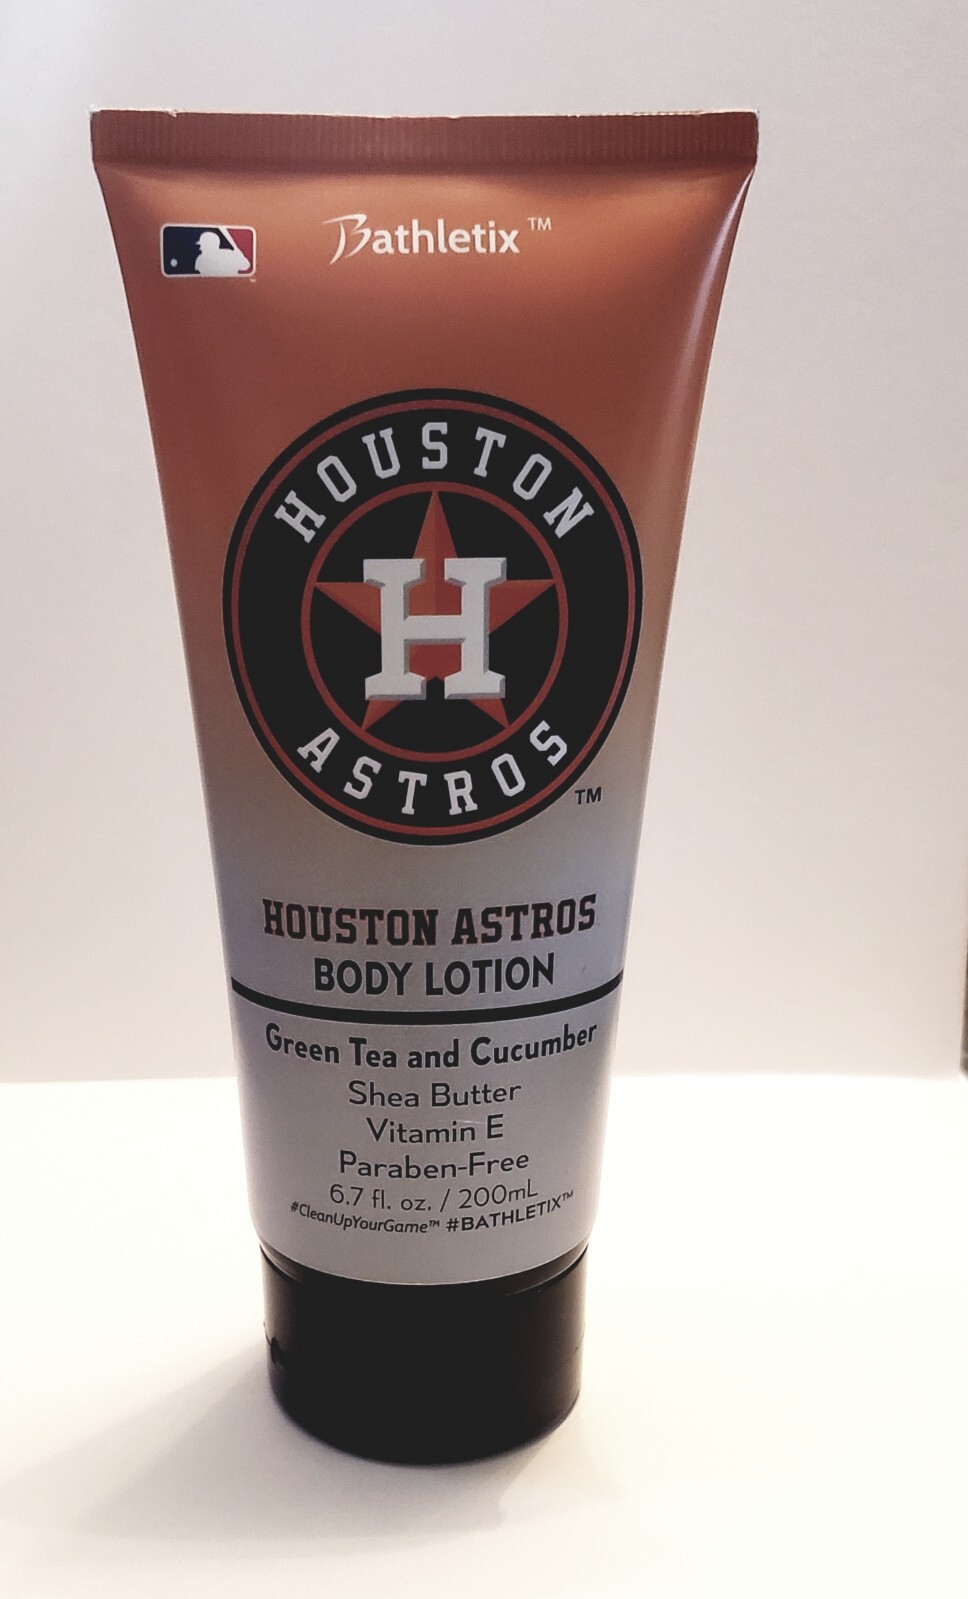 Bathletix™
HOUSTON
H
ASTROS
TM
HOUSTON ASTROS
BODY LOTION
Green Tea and Cucumber
Shea Butter
Vitamin E
Paraben-Free
6.7 fl. oz. / 200mL
#CleanUpYourGame™ #BATHLETIX™